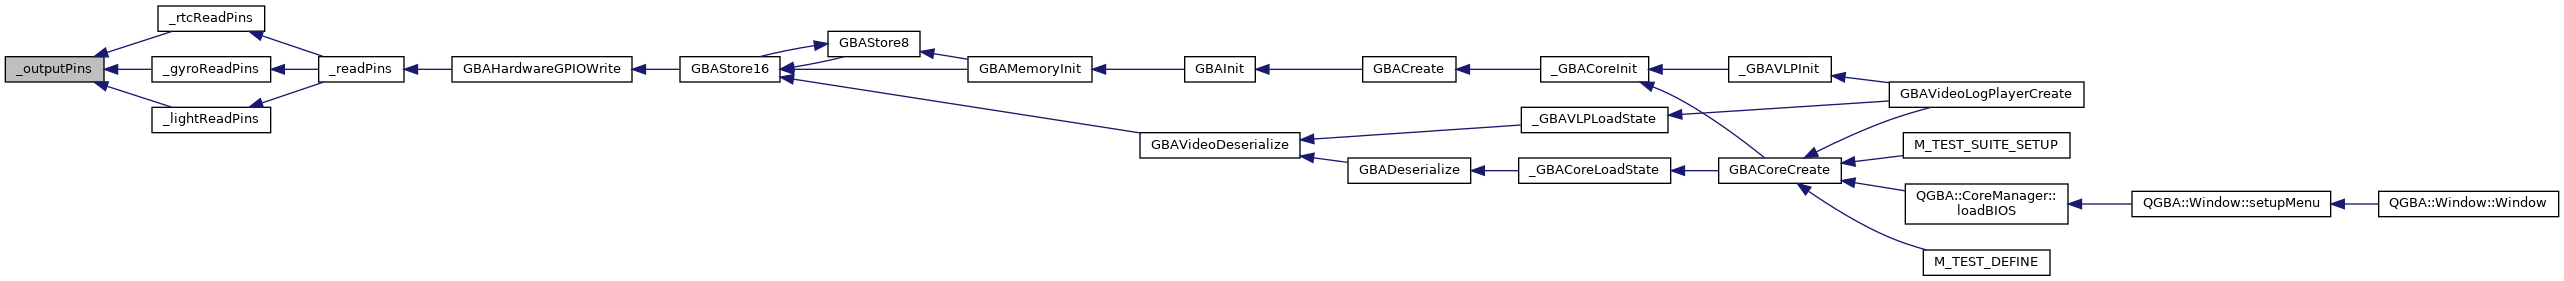 _outputPins
_rtcReadPins
_gyroReadPins
_lightReadPins
_readPins
GBAHardwareGPIOWrite
GBAStore16
GBAStore8
GBAMemoryInit
GBAInit
GBACreate
_GBACoreInit
_GBAVLPInit
GBAVideoLogPlayerCreate
GBAVideoDeserialize
_GBAVLPLoadState
GBADeserialize
_GBACoreLoadState
GBACoreCreate
M_TEST_SUITE_SETUP
QGBA::CoreManager::
loadBIOS
QGBA::Window::setupMenu
QGBA::Window::Window
M_TEST_DEFINE